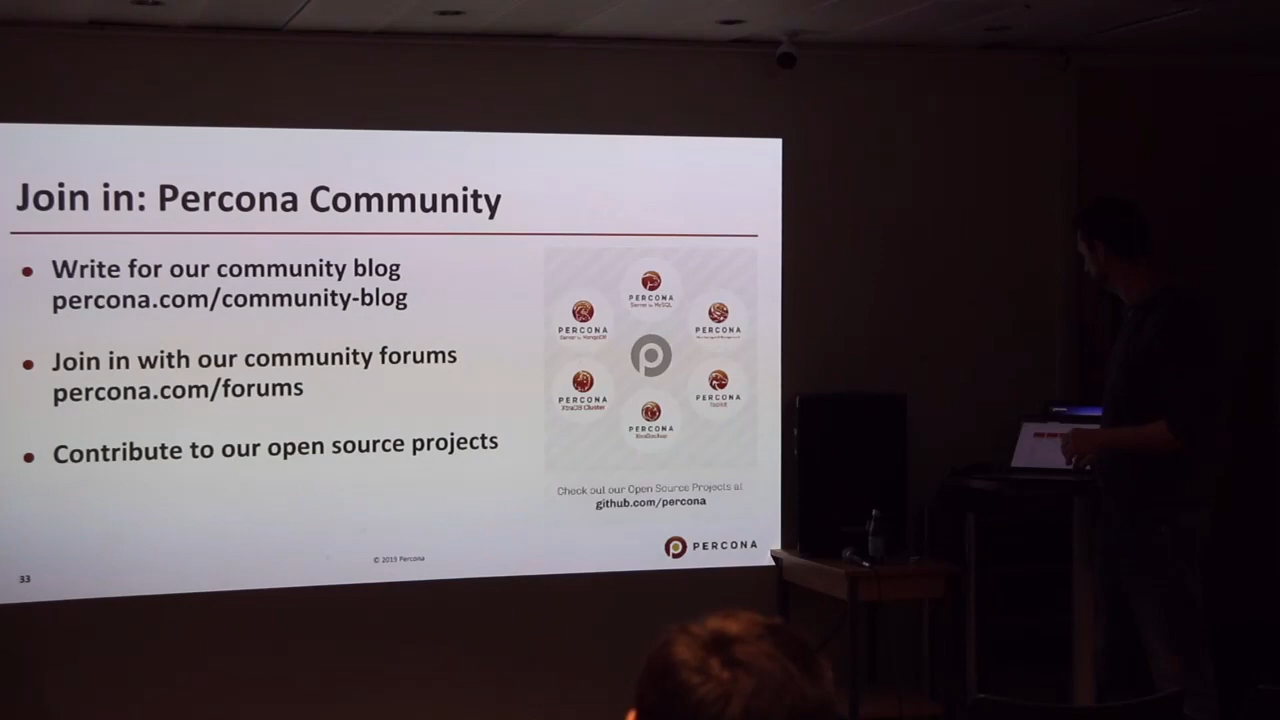 Join in: Percona Community
• Write for our community blog
percona.com/community-blog
• Join in with our community forums
percona.com/forums
• Contribute to our open source projects
PERCONA
Server for MySQL
PERCONA
Server for MongoDB
PERCONA
PERCONA
XtraDB Cluster
PERCONA
Toolkit
PERCONA
XtraBackup
Check out our Open Source Projects at
github.com/percona
PERCONA
© 2019 Percona
33